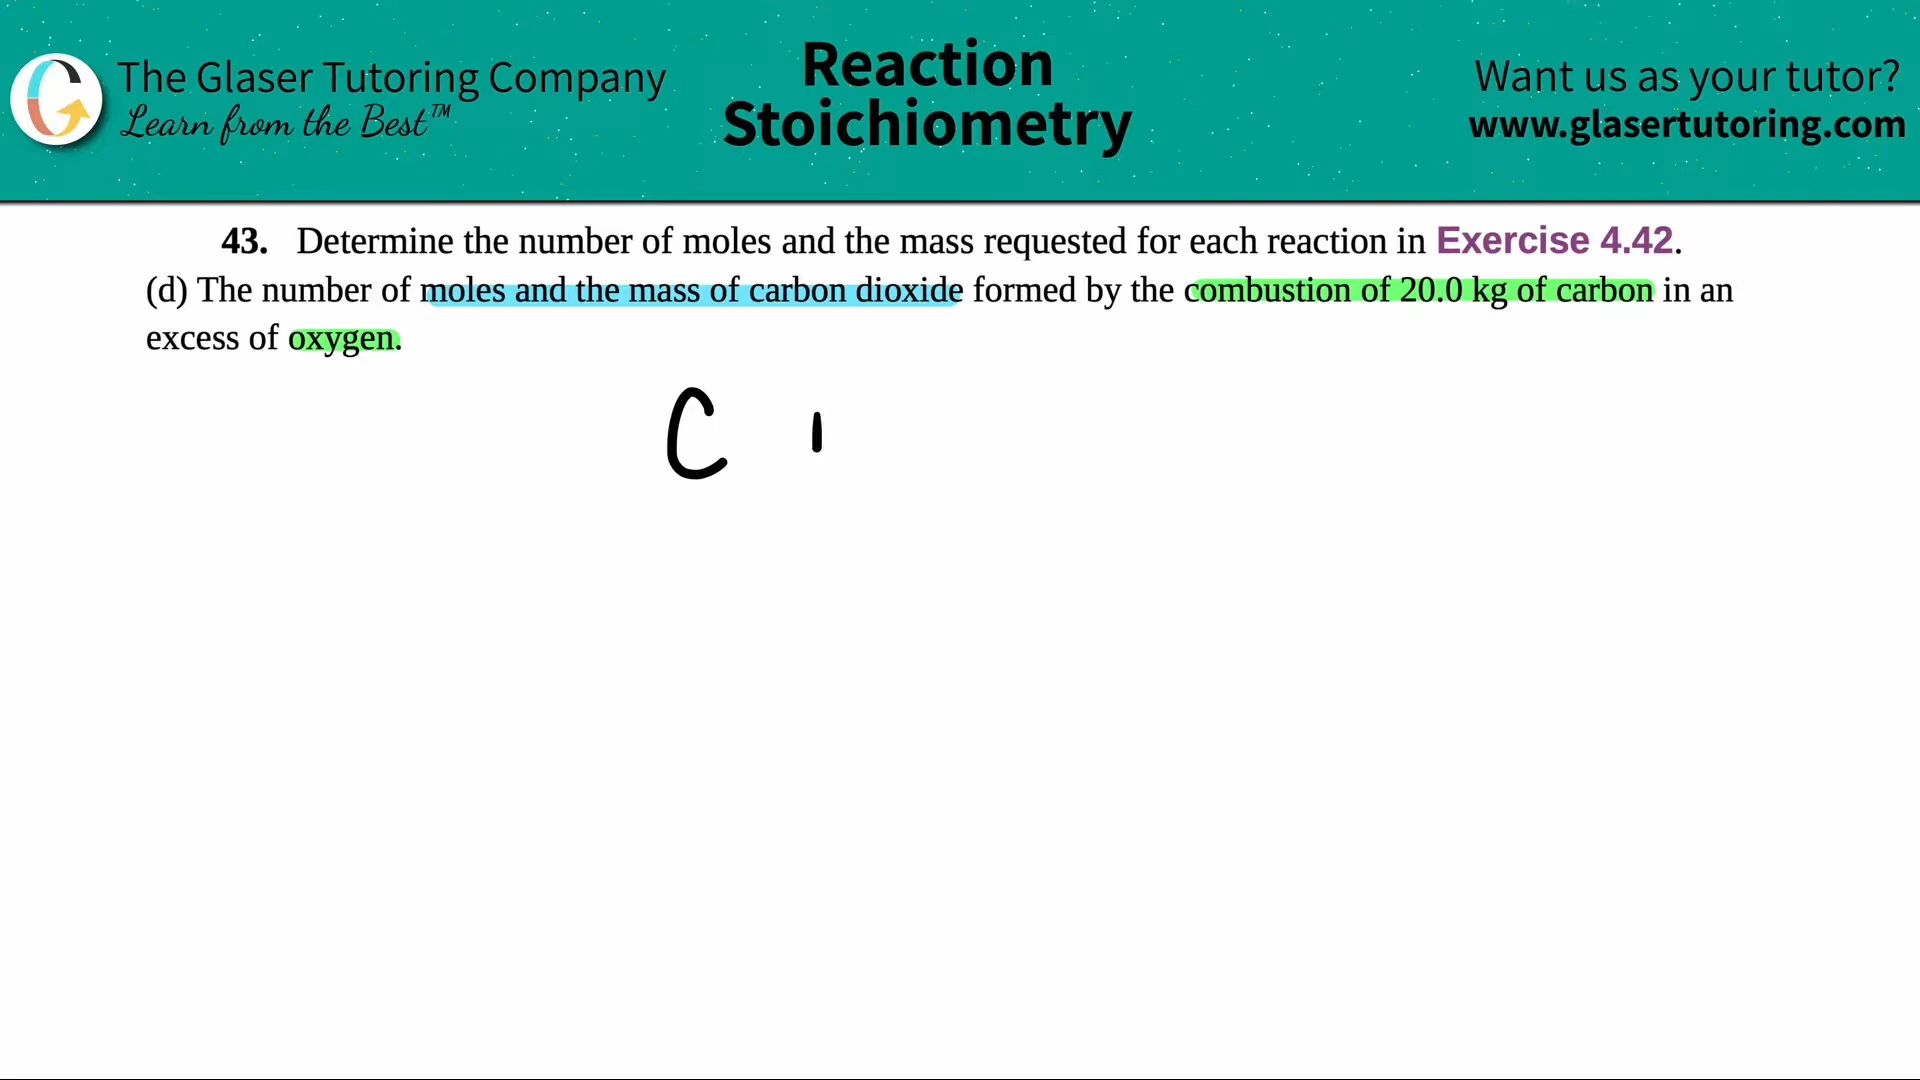 The Glaser Tutoring Company
Learn from the Best™
Reaction
Stoichiometry
Want us as your tutor?
www.glasertutoring.com
43. Determine the number of moles and the mass requested for each reaction in Exercise 4.42.
(d) The number of moles and the mass of carbon dioxide formed by the combustion of 20.0 kg of carbon in an
excess of oxygen.
C